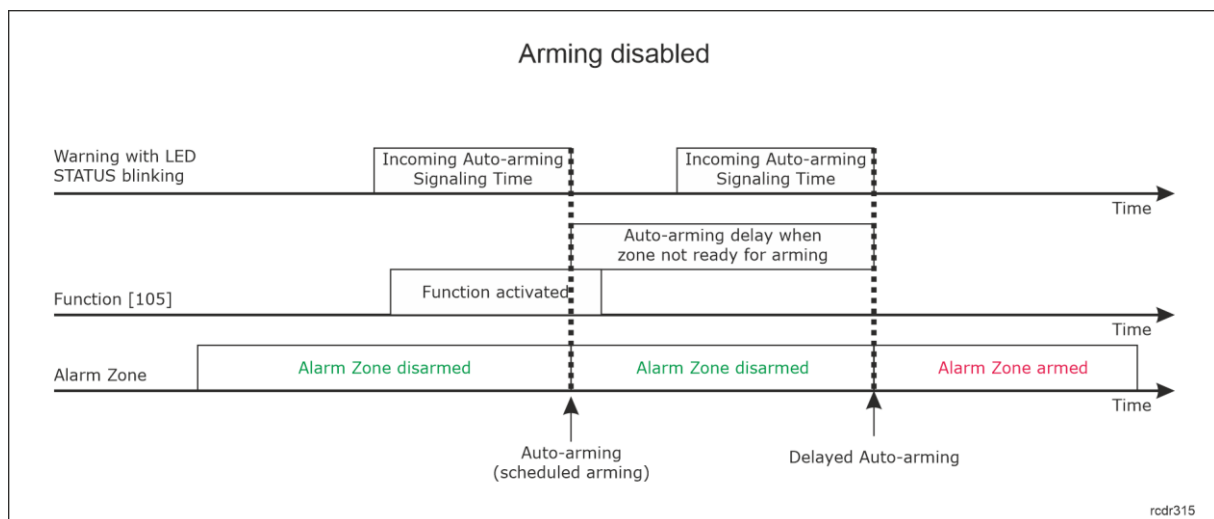 Arming disabled
Warning with LED
STATUS blinking
Incoming Auto-arming
Signaling Time
Incoming Auto-arming
Signaling Time
Time
Auto-arming delay when
zone not ready for arming
Function [105]
Function activated
Time
Alarm Zone
Alarm Zone disarmed
Alarm Zone disarmed
Alarm Zone armed
Time
Auto-arming
(scheduled arming)
Delayed Auto-arming
rcdr315